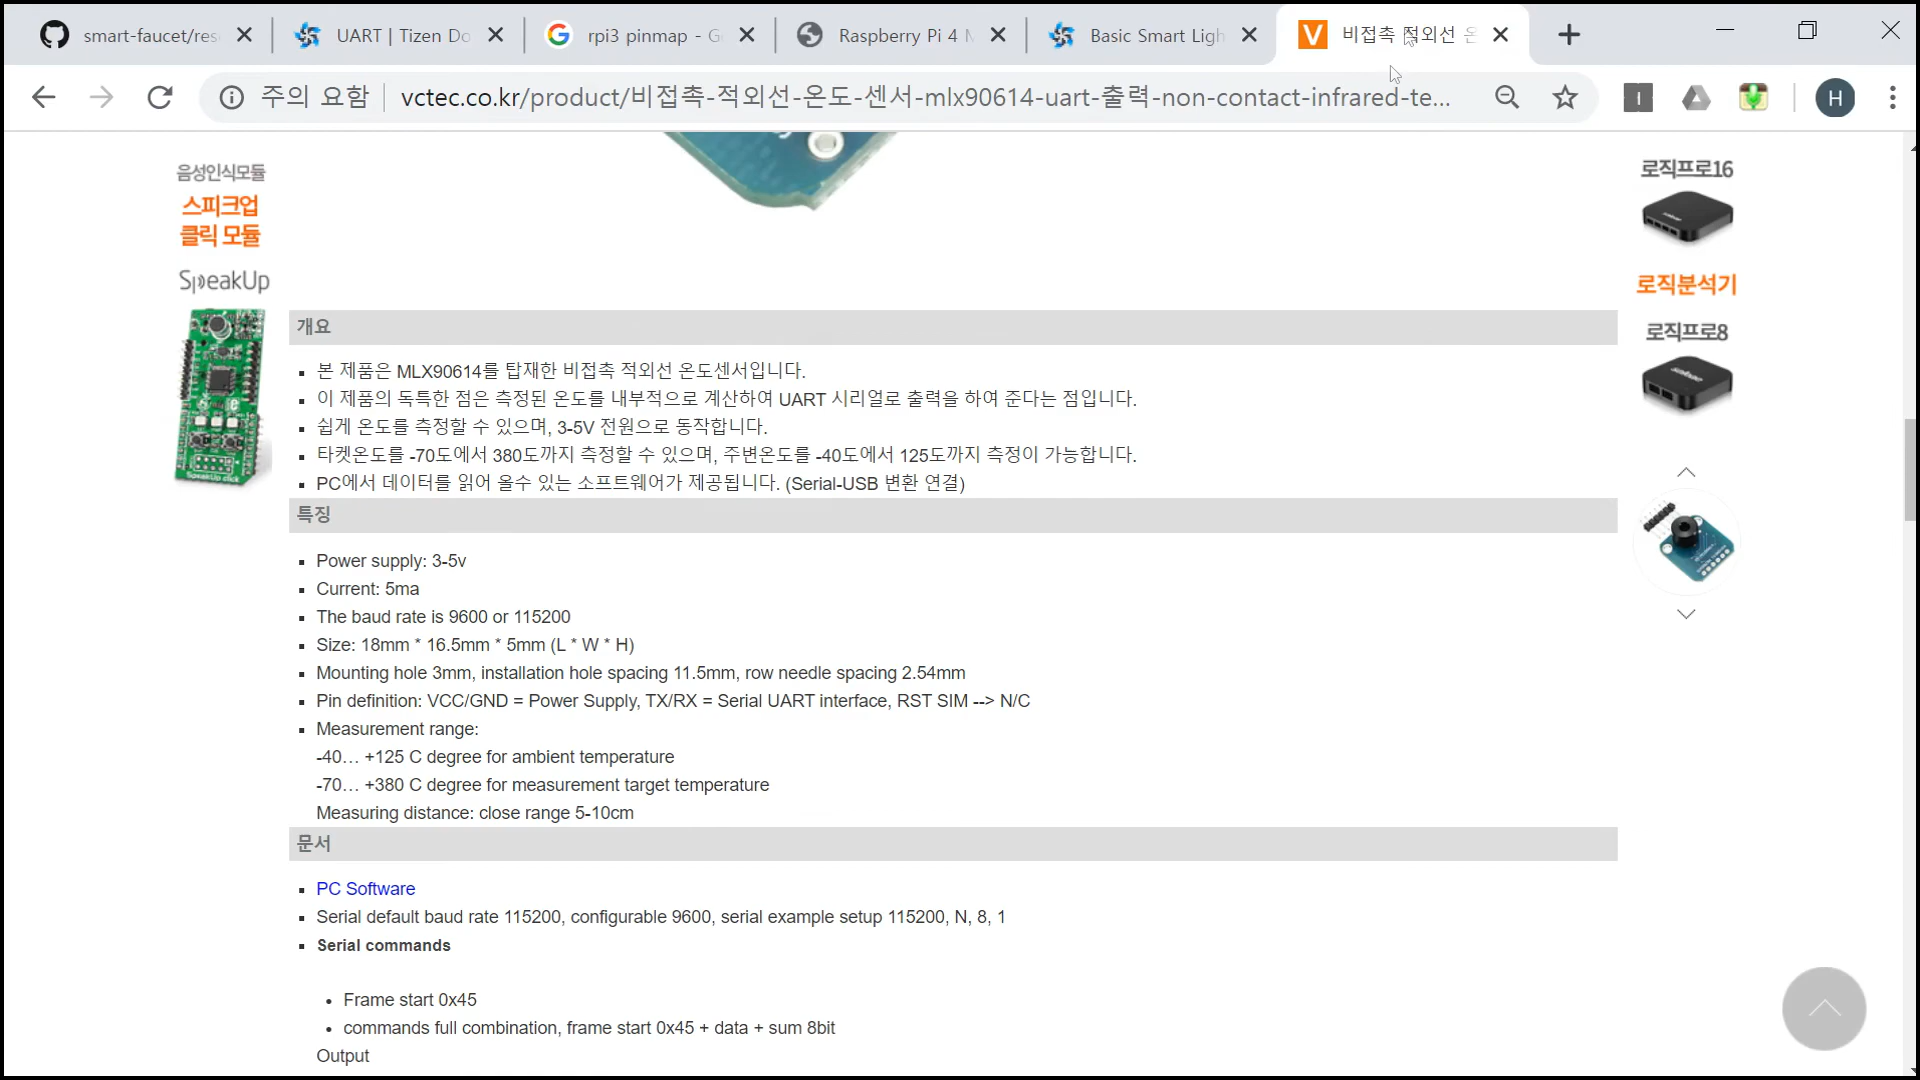 smart-faucet/res
UART | Tizen Do
rpi3 pinmap - G
Raspberry Pi 4 M
Basic Smart Ligh
비접촉 적외선 온
주의 요함
vctec.co.kr/product/비접촉-적외선-온도-센서-mlx90614-uart-출력-non-contact-infrared-te...
H
음성인식모듈
스피크업
클릭 모듈
SpeakUp
SpeakUp click
로직프로16
로직분석기
로직프로8
개요
본 제품은 MLX90614를 탑재한 비접촉 적외선 온도센서입니다.
이 제품의 독특한 점은 측정된 온도를 내부적으로 계산하여 UART 시리얼로 출력을 하여 준다는 점입니다.
쉽게 온도를 측정할 수 있으며, 3-5V 전원으로 동작합니다.
타켓온도를 -70도에서 380도까지 측정할 수 있으며, 주변온도를 -40도에서 125도까지 측정이 가능합니다.
PC에서 데이터를 읽어 올수 있는 소프트웨어가 제공됩니다. (Serial-USB 변환 연결)
특징
Power supply: 3-5v
Current: 5ma
The baud rate is 9600 or 115200
Size: 18mm * 16.5mm * 5mm (L * W * H)
Mounting hole 3mm, installation hole spacing 11.5mm, row needle spacing 2.54mm
Pin definition: VCC/GND = Power Supply, TX/RX = Serial UART interface, RST SIM --> N/C
Measurement range:
-40… +125 C degree for ambient temperature
-70… +380 C degree for measurement target temperature
Measuring distance: close range 5-10cm
문서
PC Software
Serial default baud rate 115200, configurable 9600, serial example setup 115200, N, 8, 1
Serial commands
Frame start 0x45
commands full combination, frame start 0x45 + data + sum 8bit
Output